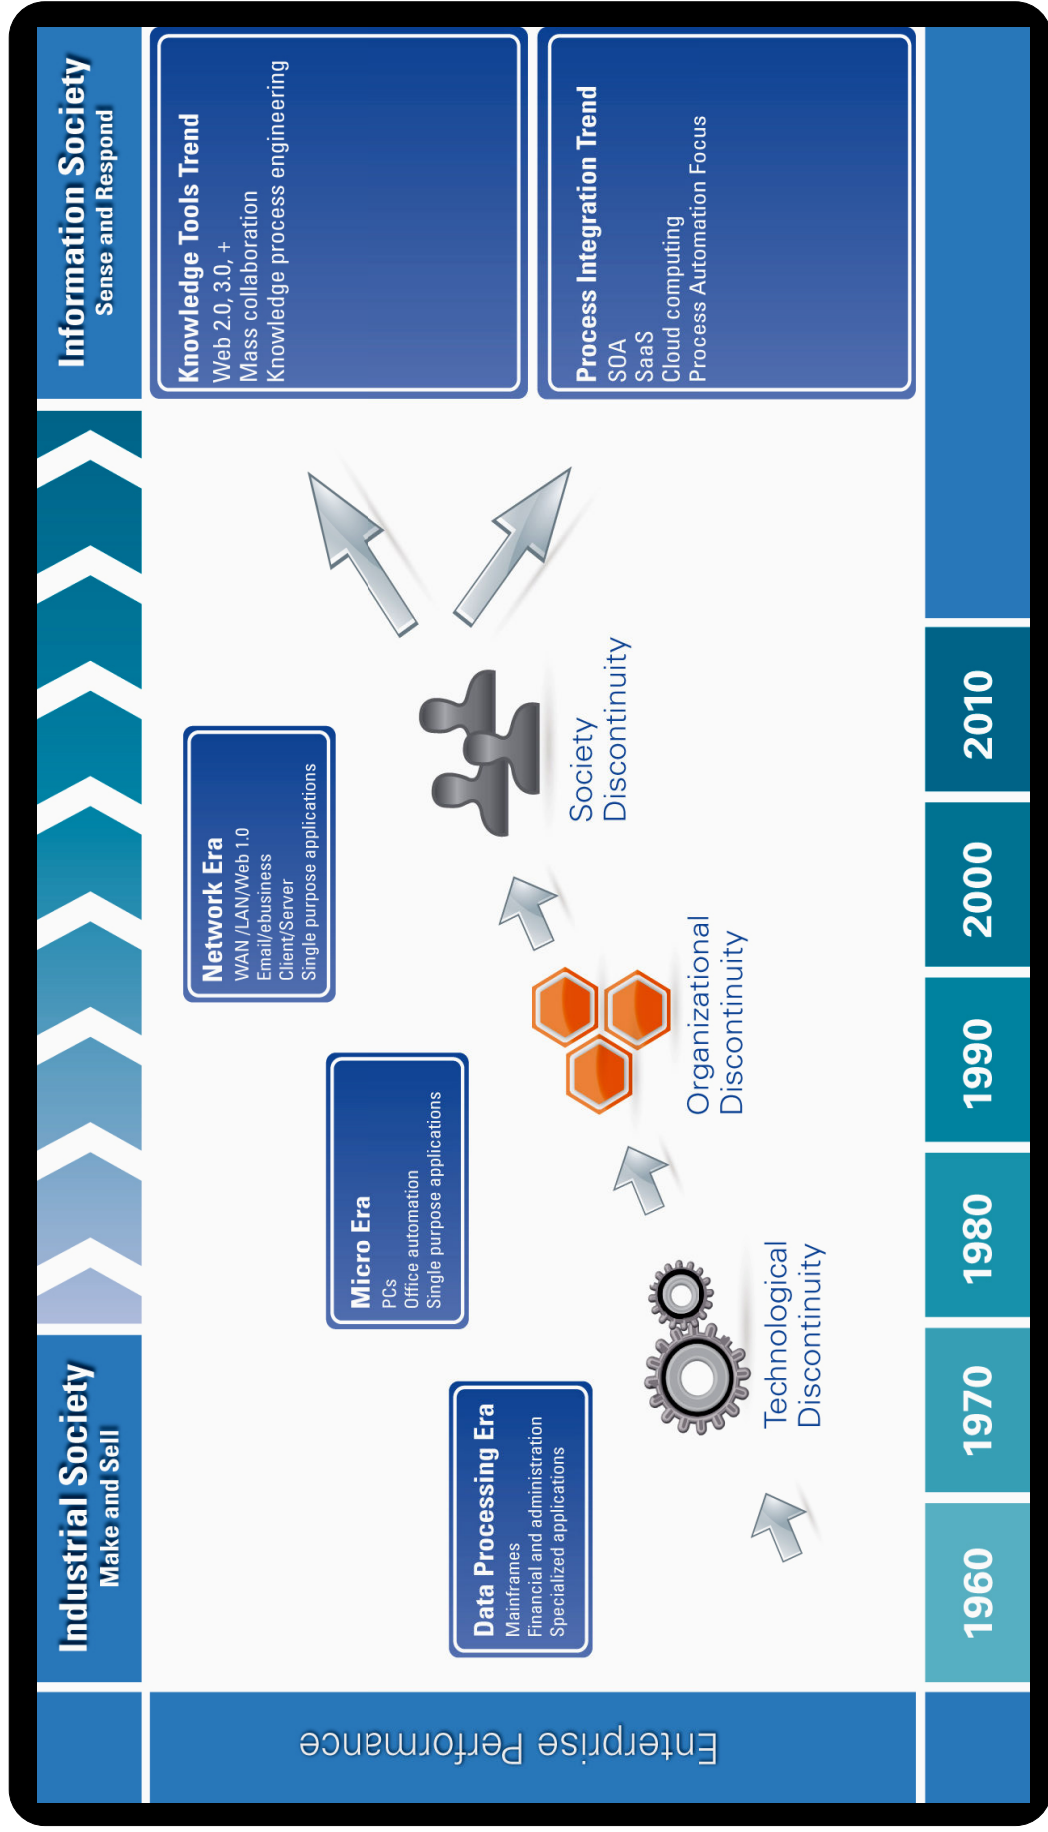 Industrial Society
Make and Sell
Information Society
Sense and Respond
Enterprise Performance
Data Processing Era
Mainframes
Financial and administration
Specialized applications
Micro Era
PCs
Office automation
Single purpose applications
Network Era
WAN /LAN/Web 1.0
Email/ebusiness
Client/Server
Single purpose applications
Knowledge Tools Trend
Web 2.0, 3.0, +
Mass collaboration
Knowledge process engineering
Process Integration Trend
SOA
SaaS
Cloud computing
Process Automation Focus
Technological
Discontinuity
Organizational
Discontinuity
Society
Discontinuity
1960
1970
1980
1990
2000
2010